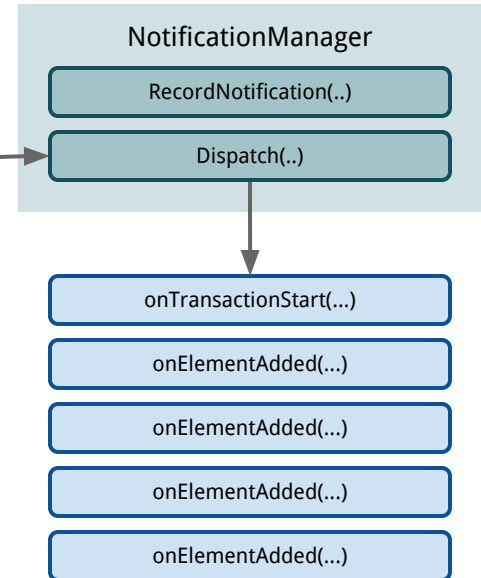 NotificationManager
RecordNotification(..)
Dispatch(..)
onTransactionStart(...)
onElementAdded(...)
onElementAdded(...)
onElementAdded(...)
onElementAdded(...)